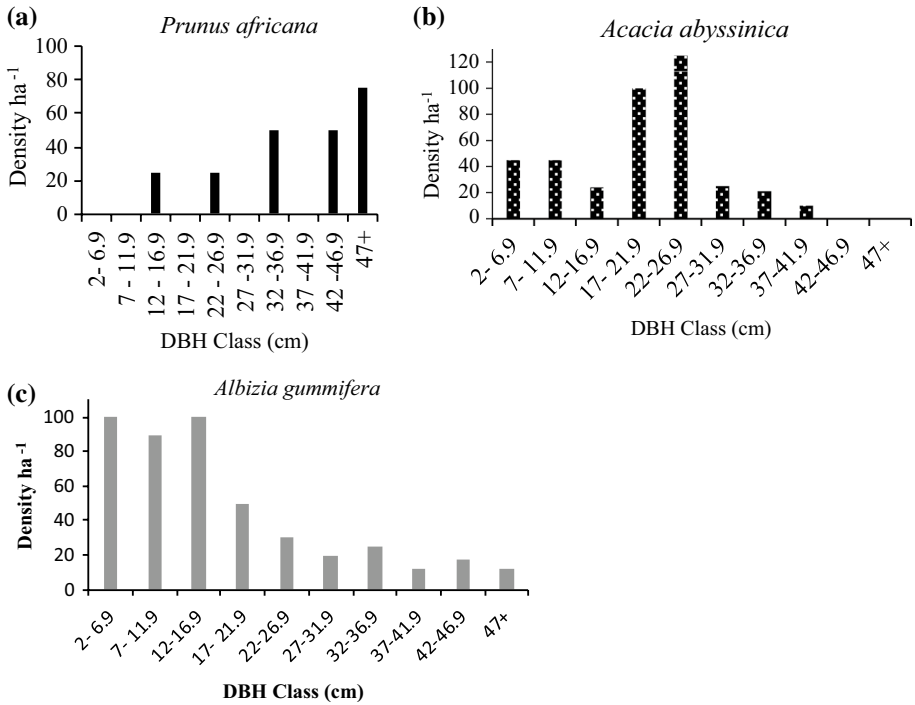 (a)
Prunus africana
Density ha -1
100
80
60
40
20
0
2- 6.9
7 - 11.9
12 - 16.9
17 - 21.9
22 - 26.9
27 -31.9
32 -36.9
37 -41.9
42 -46.9
47+
DBH Class (cm)
(b)
Acacia abyssinica
Density ha-1
120
100
80
60
40
20
0
2- 6.9
7- 11.9
12-16.9
17- 21.9
22-26.9
27-31.9
32-36.9
37-41.9
42-46.9
47+
DBH Class (cm)
(c)
Albizia gummifera
Density ha -1
100
80
60
40
20
0
2- 6.9
7- 11.9
12-16.9
17- 21.9
22-26.9
27-31.9
32-36.9
37-41.9
42-46.9
47+
DBH Class (cm)